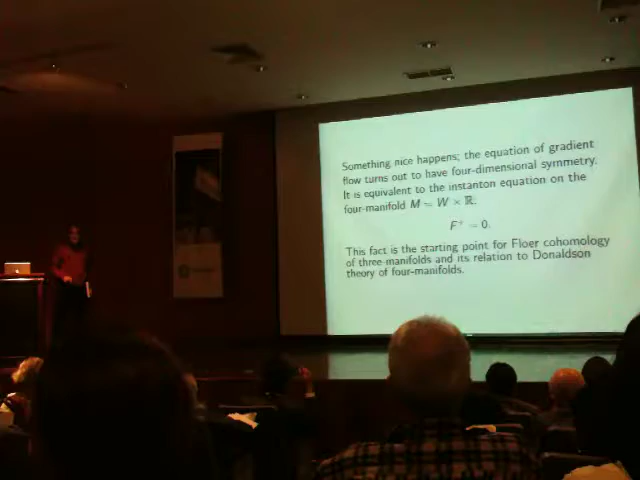 Something nice happens; the equation of gradient
flow turns out to have four-dimensional symmetry.
It is equivalent to the instanton equation on the
four-manifold M = W × ℝ,
F⁺ = 0.
This fact is the starting point for Floer cohomology
of three-manifolds and its relation to Donaldson
theory of four-manifolds.